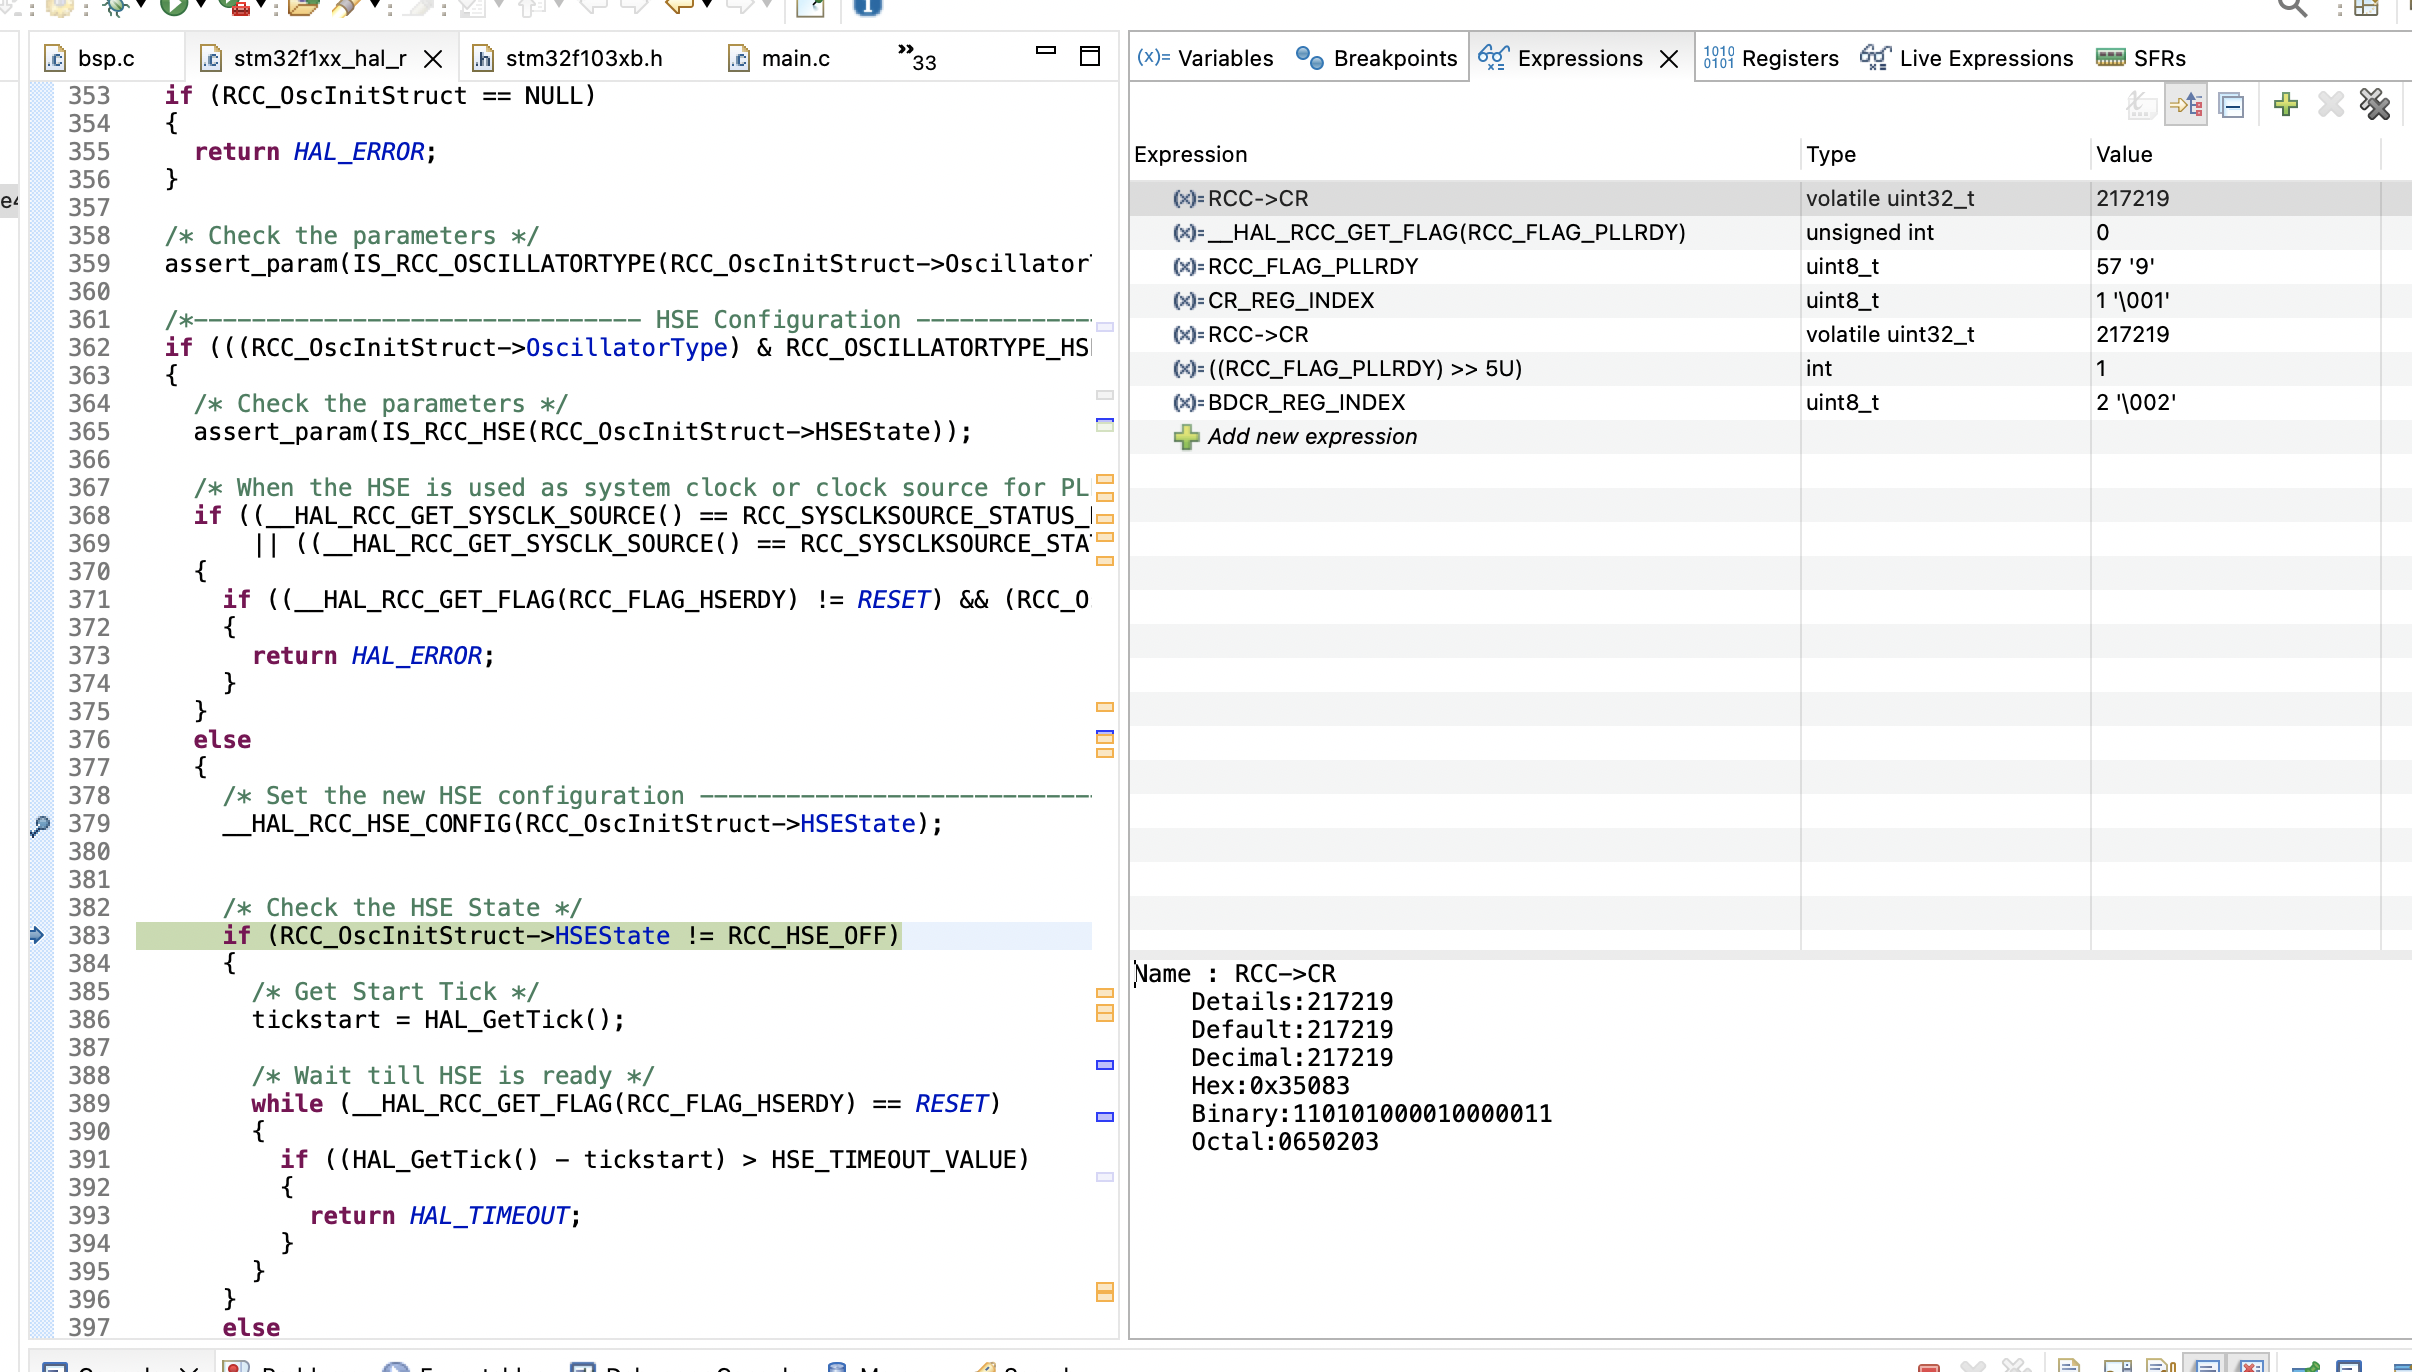 bsp.c
stm32f1xx_hal_r
stm32f103xb.h
main.c
»33
353 if (RCC_OscInitStruct == NULL)
354 {
355 return HAL_ERROR;
356 }
357
358 /* Check the parameters */
359 assert_param(IS_RCC_OSCILLATORTYPE(RCC_OscInitStruct->Oscillator
360
361 /*------------------------------- HSE Configuration ------------
362 if (((RCC_OscInitStruct->OscillatorType) & RCC_OSCILLATORTYPE_HS
363 {
364 /* Check the parameters */
365 assert_param(IS_RCC_HSE(RCC_OscInitStruct->HSEState));
366
367 /* When the HSE is used as system clock or clock source for PL
368 if ((__HAL_RCC_GET_SYSCLK_SOURCE() == RCC_SYSCLKSOURCE_STATUS_
369 || ((__HAL_RCC_GET_SYSCLK_SOURCE() == RCC_SYSCLKSOURCE_STA
370 {
371 if ((__HAL_RCC_GET_FLAG(RCC_FLAG_HSERDY) != RESET) && (RCC_O
372 {
373 return HAL_ERROR;
374 }
375 }
376 else
377 {
378 /* Set the new HSE configuration ---------------------------
379 __HAL_RCC_HSE_CONFIG(RCC_OscInitStruct->HSEState);
380
381
382 /* Check the HSE State */
383 if (RCC_OscInitStruct->HSEState != RCC_HSE_OFF)
384 {
385 /* Get Start Tick */
386 tickstart = HAL_GetTick();
387
388 /* Wait till HSE is ready */
389 while (__HAL_RCC_GET_FLAG(RCC_FLAG_HSERDY) == RESET)
390 {
391 if ((HAL_GetTick() - tickstart) > HSE_TIMEOUT_VALUE)
392 {
393 return HAL_TIMEOUT;
394 }
395 }
396 }
397 else
(x)= Variables
Breakpoints
Expressions
1010 0101 Registers
Live Expressions
SFRs
Expression Type Value
(x)= RCC->CR volatile uint32_t 217219
(x)= __HAL_RCC_GET_FLAG(RCC_FLAG_PLLRDY) unsigned int 0
(x)= RCC_FLAG_PLLRDY uint8_t 57 '9'
(x)= CR_REG_INDEX uint8_t 1 '\001'
(x)= RCC->CR volatile uint32_t 217219
(x)= ((RCC_FLAG_PLLRDY) >> 5U) int 1
(x)= BDCR_REG_INDEX uint8_t 2 '\002'
Add new expression
Name : RCC->CR
Details:217219
Default:217219
Decimal:217219
Hex:0x35083
Binary:110101000010000011
Octal:0650203